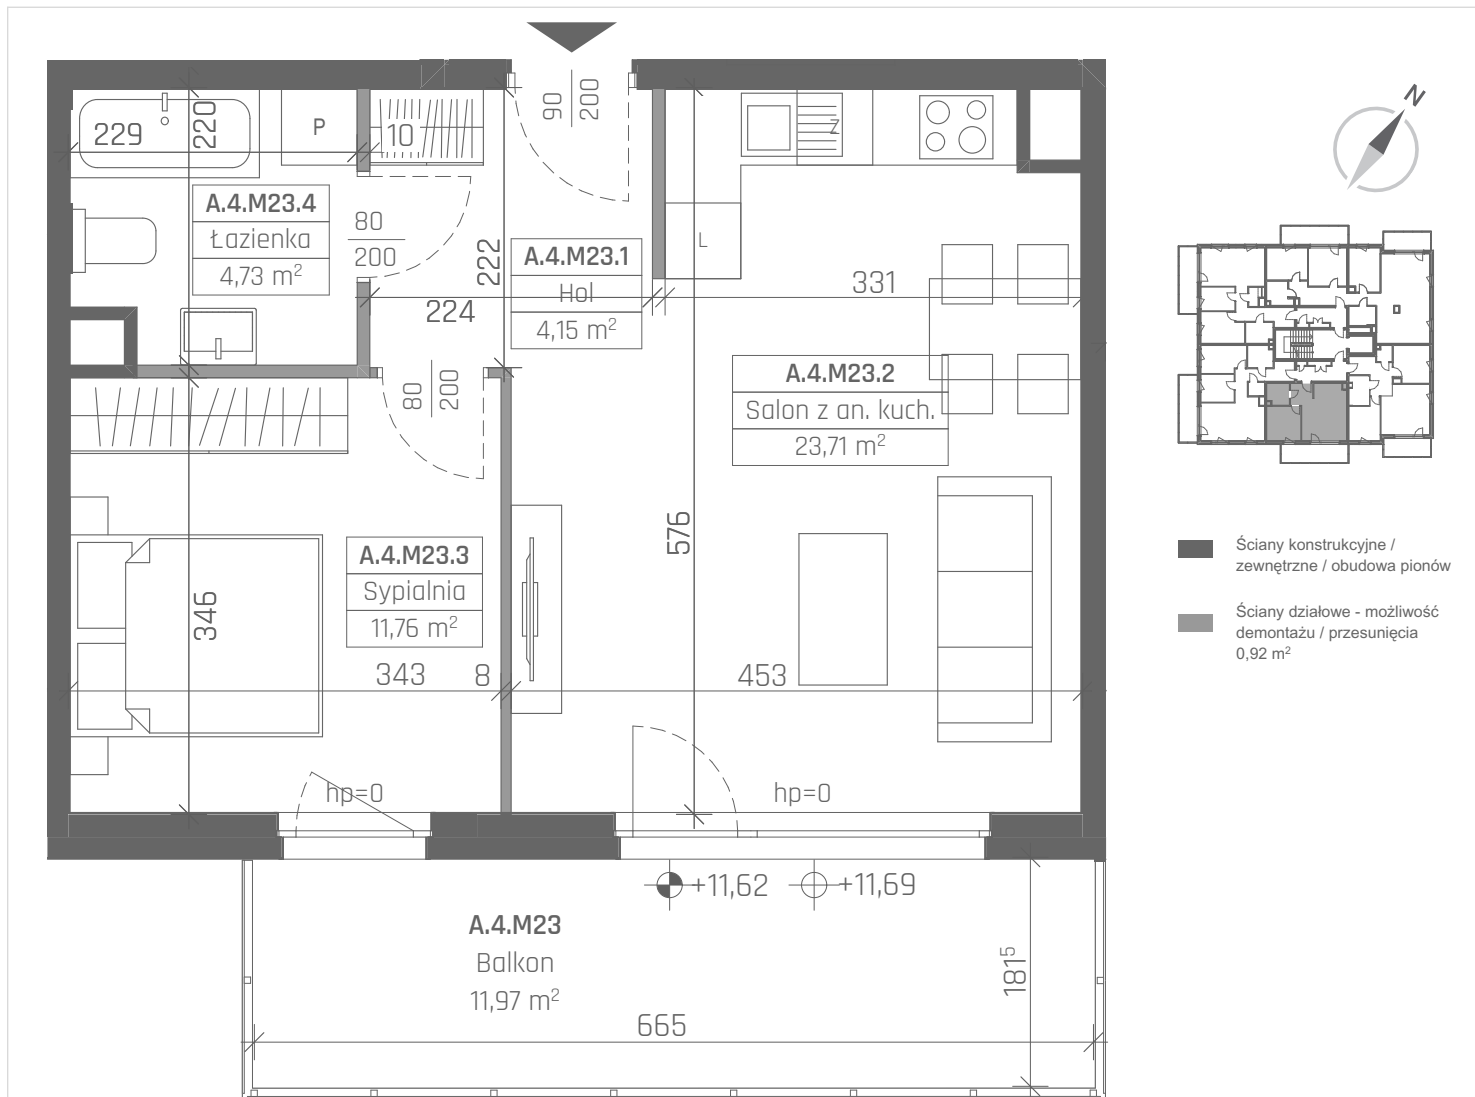 N
90
200
229
220
P
10
Z
A.4.M23.4
Łazienka
4,73 m²
80
200
222
A.4.M23.1
Hol
4,15 m²
L
224
331
80
200
A.4.M23.2
Salon z an. kuch.
23,71 m²
576
A.4.M23.3
Sypialnia
11,76 m²
346
343
8
453
hp=0
hp=0
+11,62
+11,69
A.4.M23
Balkon
11,97 m²
181⁵
665
Ściany konstrukcyjne /
zewnętrzne / obudowa pionów
Ściany działowe - możliwość
demontażu / przesunięcia
0,92 m²